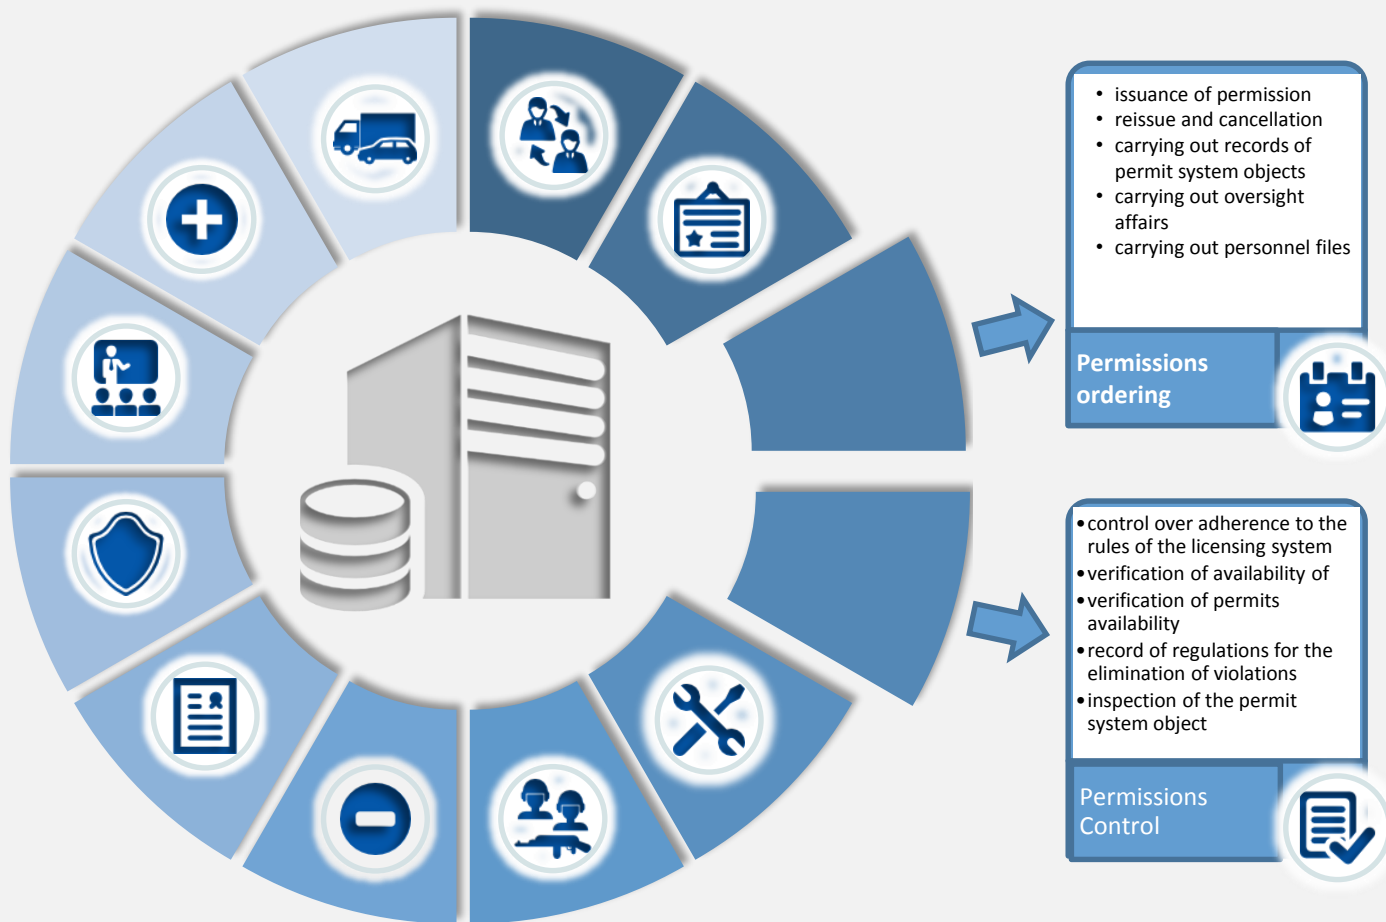 • issuance of permission
• reissue and cancellation
• carrying out records of
permit system objects
• carrying out oversight
affairs
• carrying out personnel files
Permissions
ordering
• control over adherence to the
rules of the licensing system
• verification of availability of
• verification of permits
availability
• record of regulations for the
elimination of violations
• inspection of the permit
system object
Permissions
Control